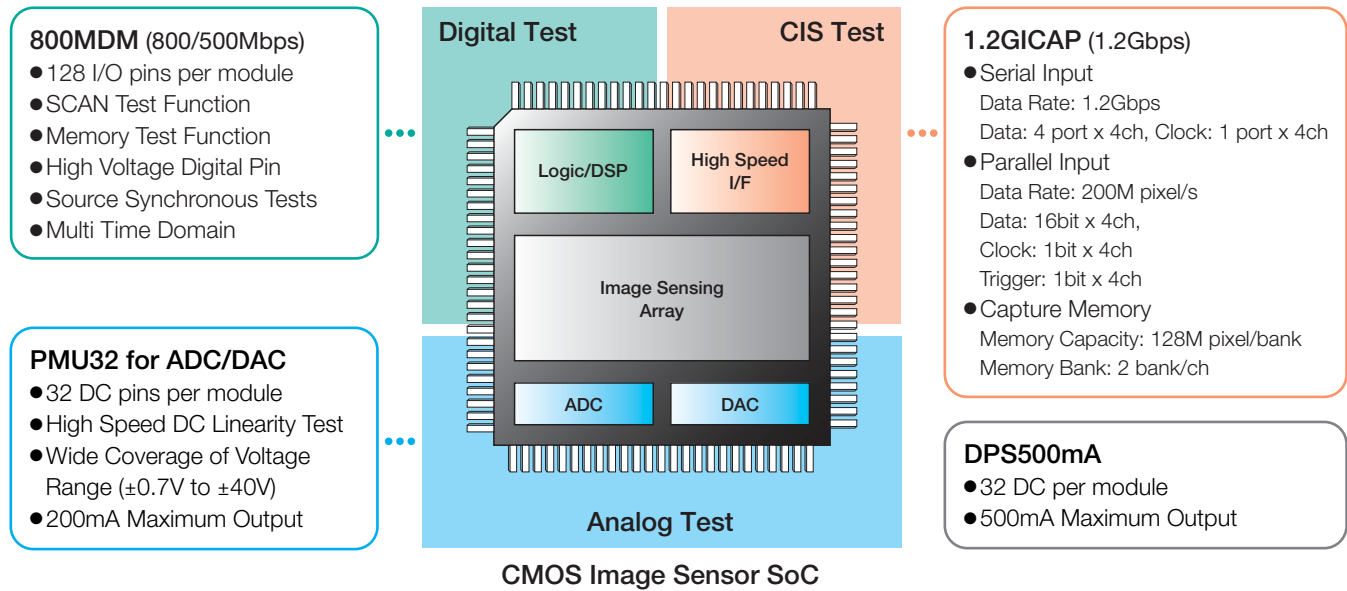 800MDM (800/500Mbps)
●128 I/O pins per module
●SCAN Test Function
●Memory Test Function
●High Voltage Digital Pin
●Source Synchronous Tests
●Multi Time Domain
PMU32 for ADC/DAC
●32 DC pins per module
●High Speed DC Linearity Test
●Wide Coverage of Voltage
Range (±0.7V to ±40V)
●200mA Maximum Output
Digital Test
CIS Test
Logic/DSP
High Speed
I/F
Image Sensing
Array
ADC
DAC
Analog Test
CMOS Image Sensor SoC
1.2GICAP (1.2Gbps)
●Serial Input
Data Rate: 1.2Gbps
Data: 4 port x 4ch, Clock: 1 port x 4ch
●Parallel Input
Data Rate: 200M pixel/s
Data: 16bit x 4ch,
Clock: 1bit x 4ch
Trigger: 1bit x 4ch
●Capture Memory
Memory Capacity: 128M pixel/bank
Memory Bank: 2 bank/ch
DPS500mA
●32 DC per module
●500mA Maximum Output